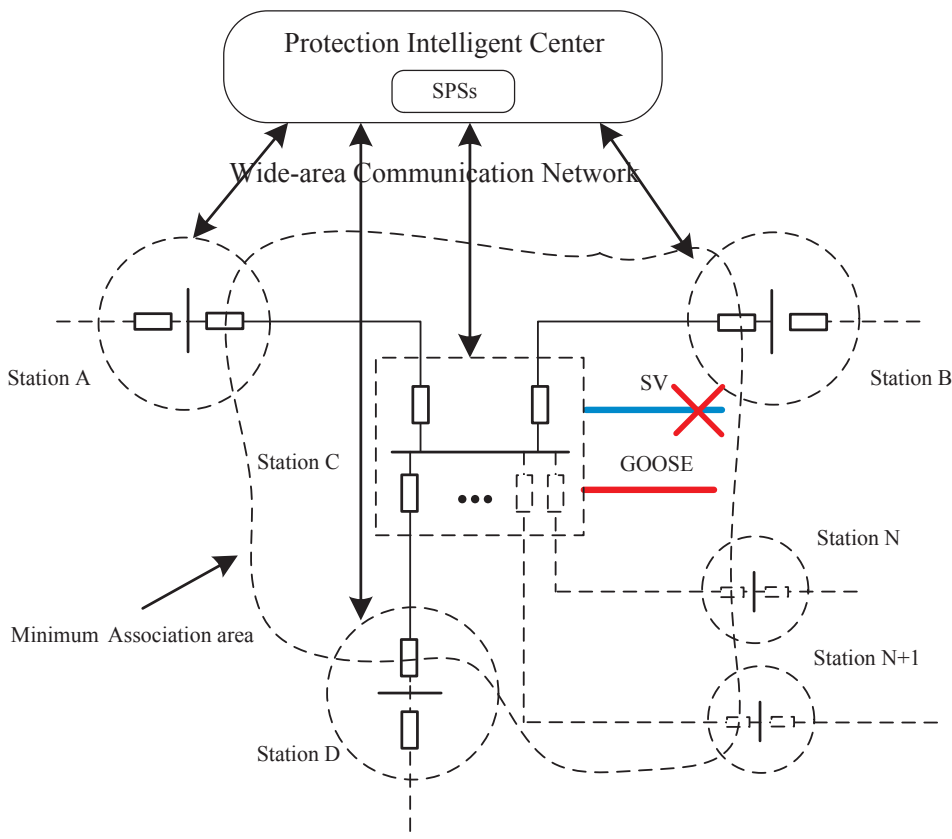 Protection Intelligent Center
SPSs
Wide-area Communication Network
Station A
SV
Station B
Station C
GOOSE
Station N
Minimum Association area
Station N+1
Station D